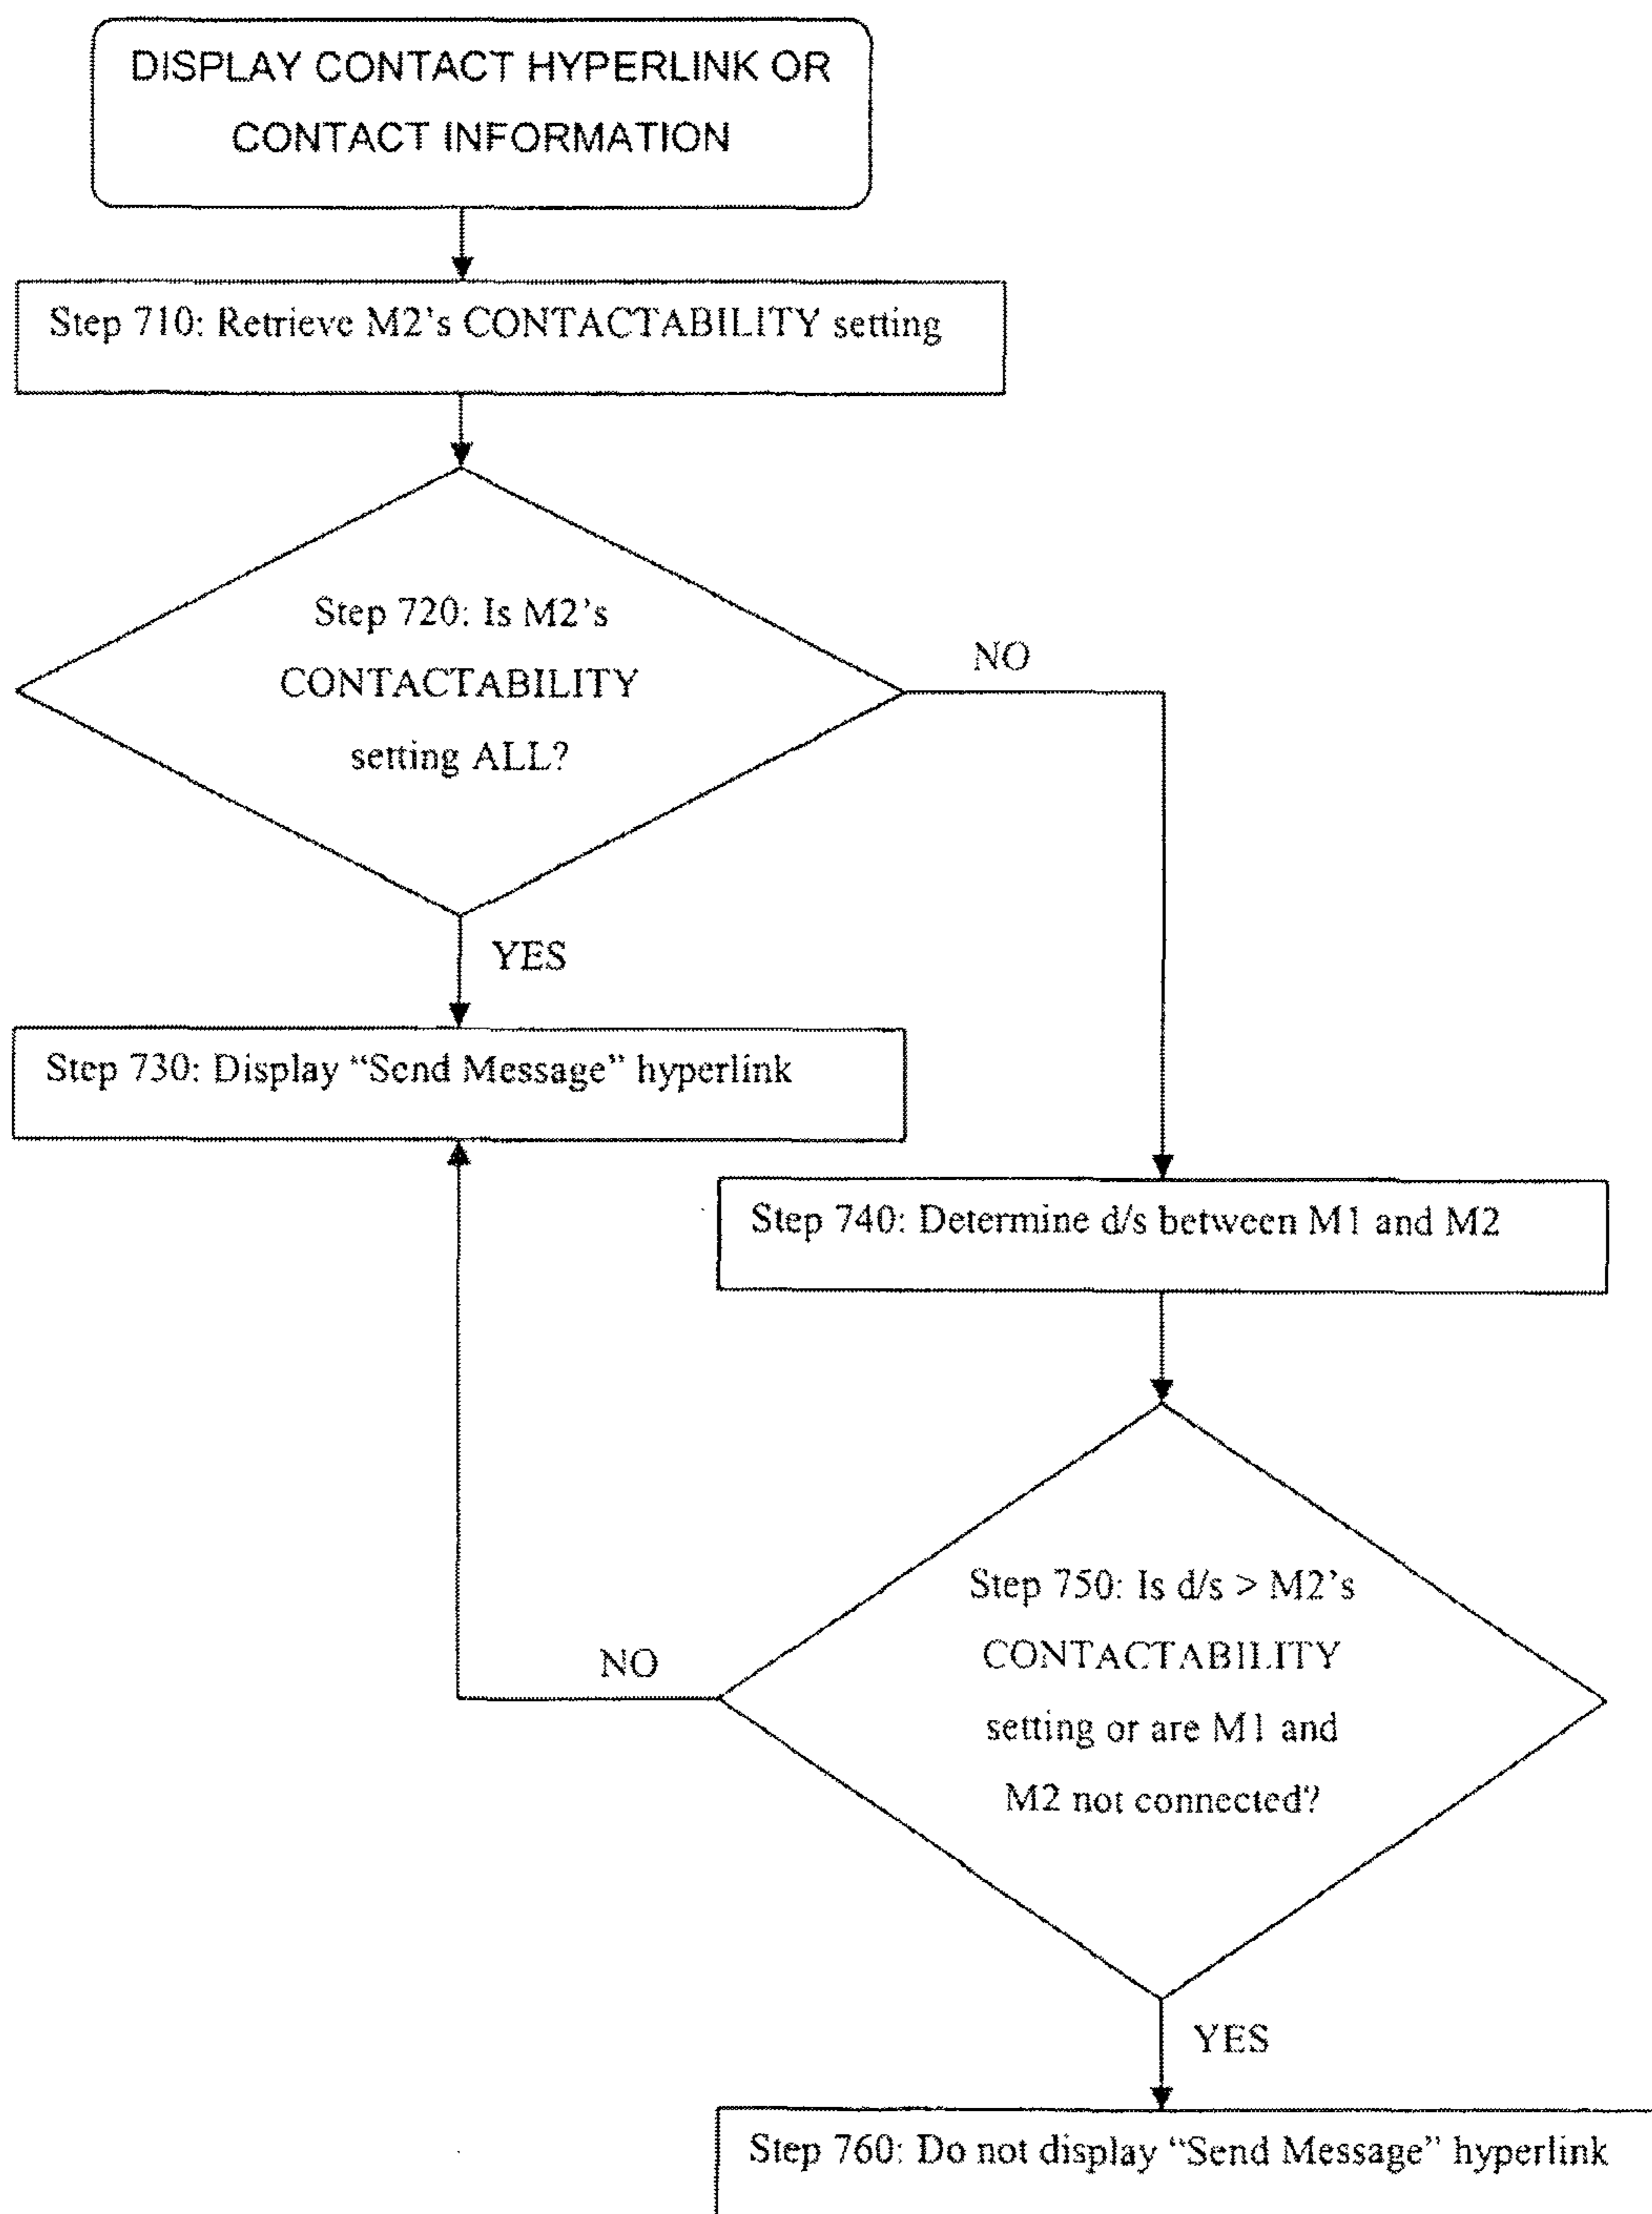 DISPLAY CONTACT HYPERLINK OR
CONTACT INFORMATION
Step 710: Retrieve M2's CONTACTABILITY setting
Step 720: Is M2's
CONTACTABILITY
setting ALL?
NO
YES
Step 730: Display “Send Message” hyperlink
Step 740: Determine d/s between M1 and M2
Step 750: Is d/s > M2's
CONTACTABILITY
setting or are M1 and
M2 not connected?
NO
YES
Step 760: Do not display “Send Message” hyperlink